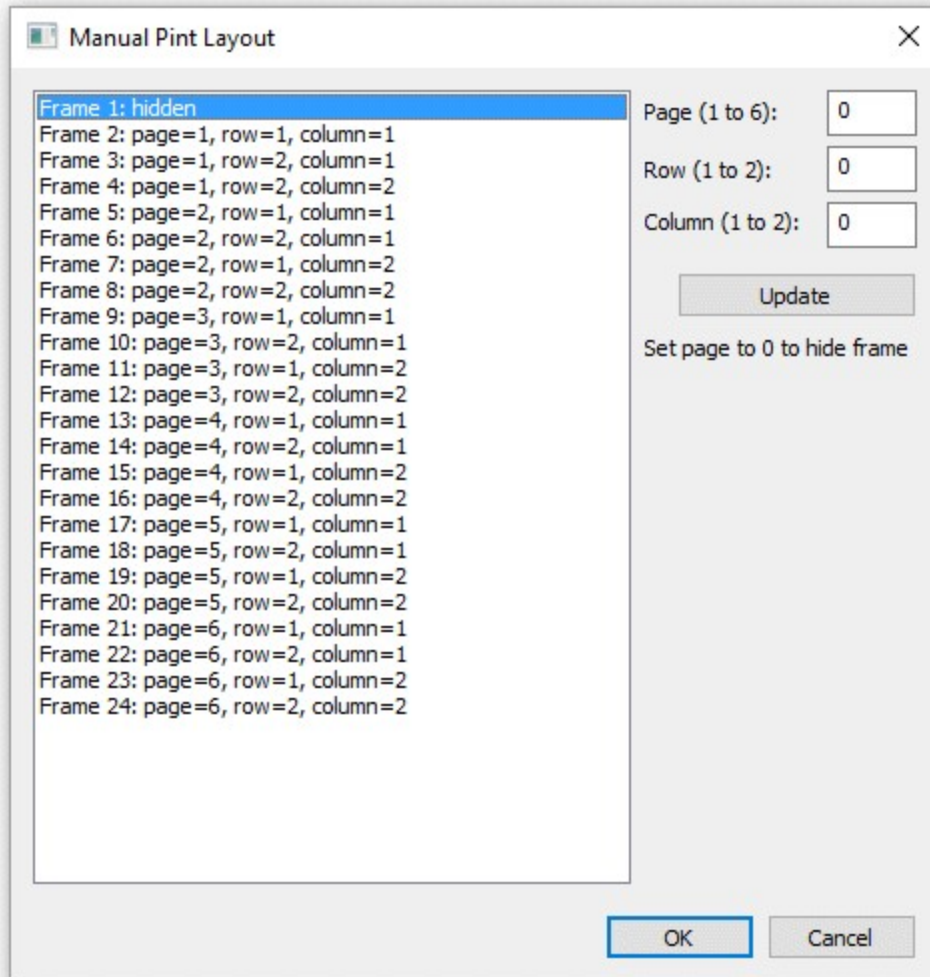 Manual Pint Layout
Frame 1: hidden
Frame 2: page=1, row=1, column=1
Frame 3: page=1, row=2, column=1
Frame 4: page=1, row=2, column=2
Frame 5: page=2, row=1, column=1
Frame 6: page=2, row=2, column=1
Frame 7: page=2, row=1, column=2
Frame 8: page=2, row=2, column=2
Frame 9: page=3, row=1, column=1
Frame 10: page=3, row=2, column=1
Frame 11: page=3, row=1, column=2
Frame 12: page=3, row=2, column=2
Frame 13: page=4, row=1, column=1
Frame 14: page=4, row=2, column=1
Frame 15: page=4, row=1, column=2
Frame 16: page=4, row=2, column=2
Frame 17: page=5, row=1, column=1
Frame 18: page=5, row=2, column=1
Frame 19: page=5, row=1, column=2
Frame 20: page=5, row=2, column=2
Frame 21: page=6, row=1, column=1
Frame 22: page=6, row=2, column=1
Frame 23: page=6, row=1, column=2
Frame 24: page=6, row=2, column=2
Page (1 to 6): 0
Row (1 to 2): 0
Column (1 to 2): 0
Update
Set page to 0 to hide frame
OK Cancel